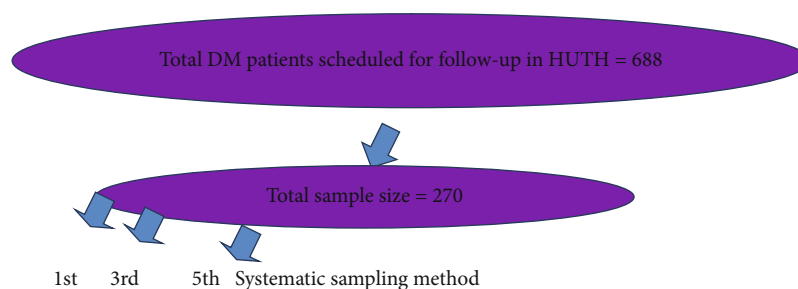 Total DM patients scheduled for follow-up in HUTH = 688
Total sample size = 270
1st 3rd 5th Systematic sampling method